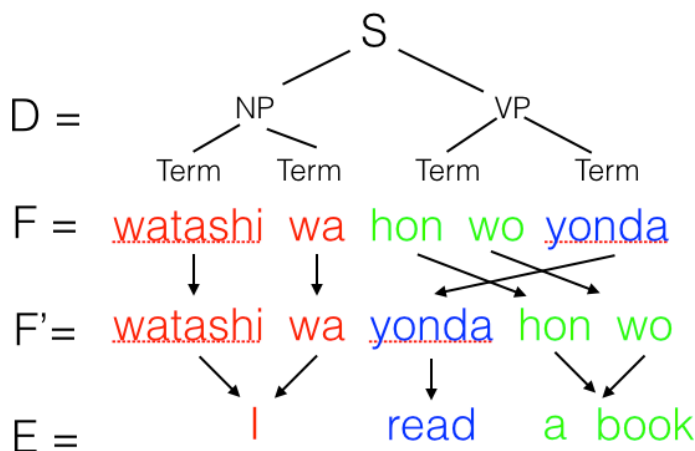 S
D = NP VP
Term Term Term Term
F = watashi wa hon wo yonda
F'= watashi wa yonda hon wo
E = I read a book